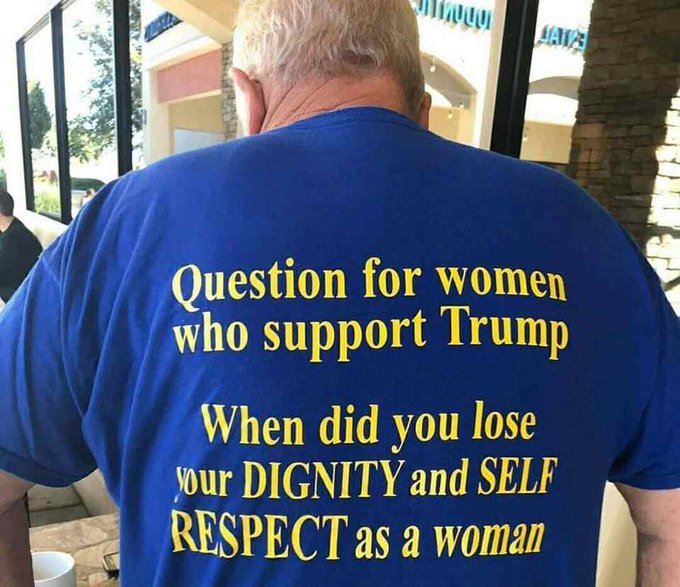 Question for women
who support Trump
When did you lose
your DIGNITY and SELF
RESPECT as a woman